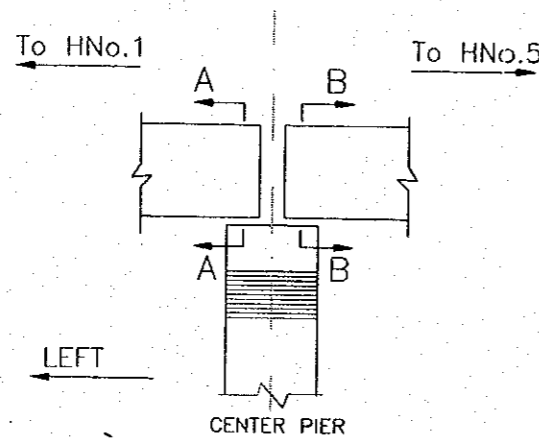 To HNo.1
To HNo.5
A
B
A
B
LEFT
CENTER PIER